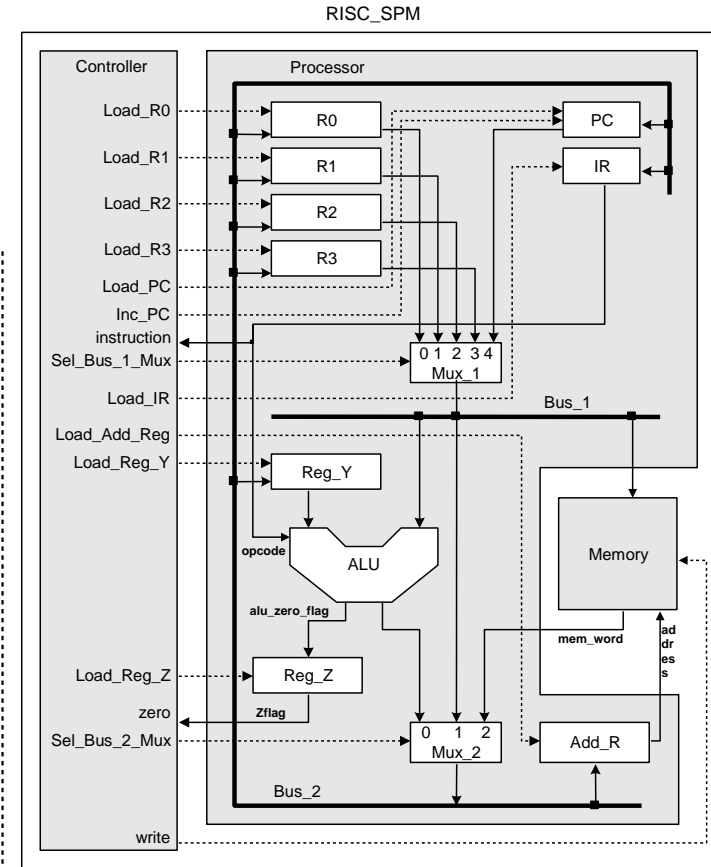 RISC_SPM
Controller
Processor
Load_R0
R0
PC
Load_R1
R1
IR
Load_R2
R2
Load_R3
R3
Load_PC
Inc_PC
instruction
Sel_Bus_1_Mux
0 1 2 3 4
Mux_1
Load_IR
Bus_1
Load_Add_Reg
Load_Reg_Y
Reg_Y
opcode
ALU
Memory
alu_zero_flag
mem_word
ad
dr
es
s
Load_Reg_Z
Reg_Z
zero
Zflag
Sel_Bus_2_Mux
0 1 2
Mux_2
Add_R
Bus_2
write